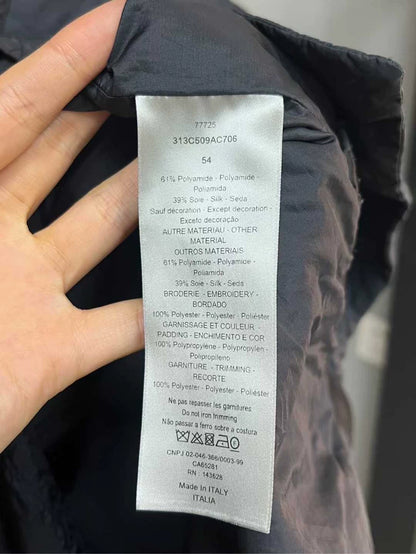 77725
313C509AC706
54
61% Polyamide - Polyamide -
Poliamida
39% Soie - Silk - Seda
Sauf décoration - Except decoration -
Exceto decoração
AUTRE MATERIAU - OTHER
MATERIAL
OUTROS MATERIAIS
61% Polyamide - Polyamide -
Poliamida
39% Soie - Silk - Seda
BRODERIE - EMBROIDERY -
BORDADO
100% Polyester - Polyester - Poliéster
GARNISSAGE ET COULEUR
PADDING - ENCHIMENTO E COR
100% Polypropylène - Polypropylen -
Polipropileno
GARNITURE - TRIMMING -
RECORTE
100% Polyester - Polyester - Poliéster
Ne pas repasser les garnitures
Do not iron trimming
Não passar a ferro sobre a costura
CNPJ 02-046-366/0003-99
CA65281
RN : 143628
Made In ITALY
ITALIA